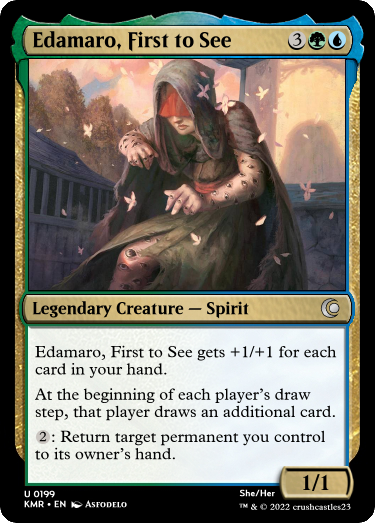 Edamaro, First to See 3
Legendary Creature — Spirit
Edamaro, First to See gets +1/+1 for each
card in your hand.
At the beginning of each player's draw
step, that player draws an additional card.
2: Return target permanent you control
to its owner's hand.
1/1
U 0199
KMR • EN Asfodelo
She/Her
™ & © 2022 crushcastles23